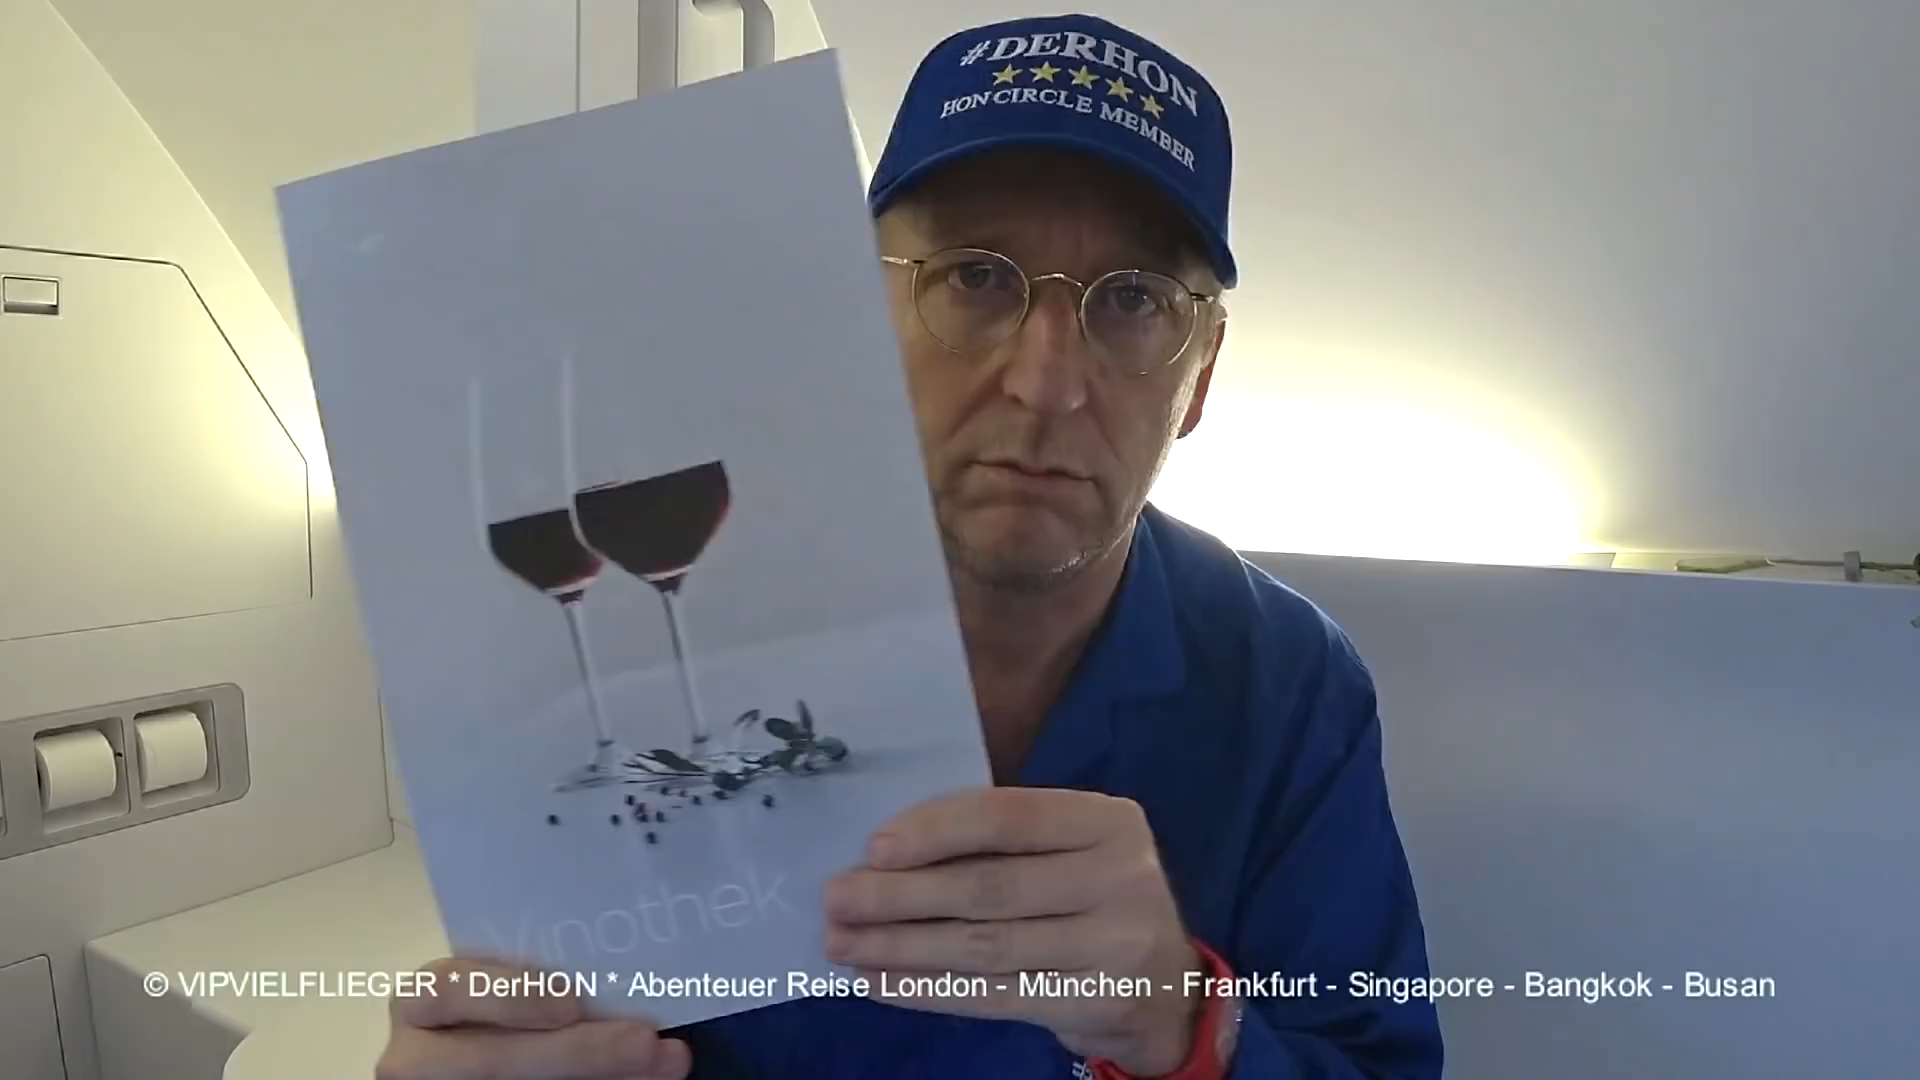 #DERHON
★★★★★
HON CIRCLE MEMBER
Vinothek
© VIPVIELFLIEGER * DerHON * Abenteuer Reise London - München - Frankfurt - Singapore - Bangkok - Busan
#